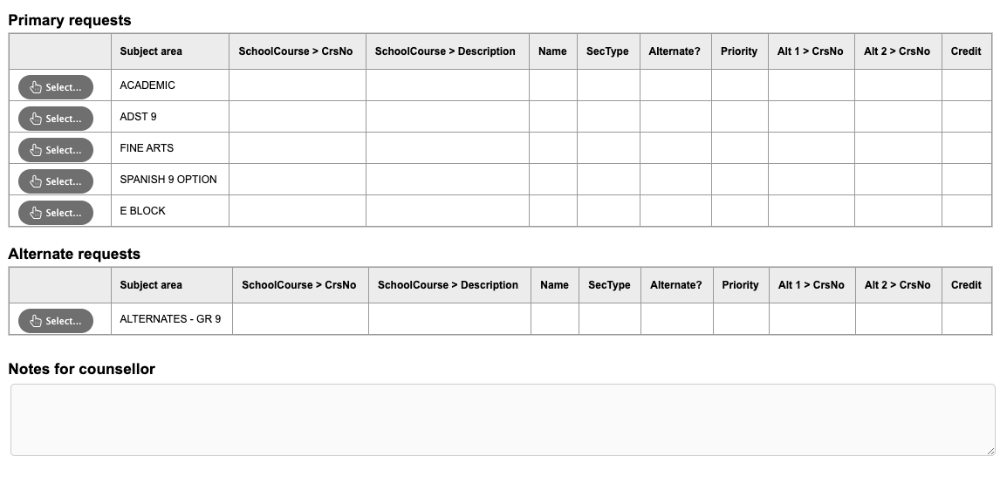 Primary requests
Subject area SchoolCourse > CrsNo SchoolCourse > Description Name SecType Alternate? Priority Alt 1 > CrsNo Alt 2 > CrsNo Credit
Select... ACADEMIC
Select... ADST 9
Select... FINE ARTS
Select... SPANISH 9 OPTION
Select... E BLOCK
Alternate requests
Subject area SchoolCourse > CrsNo SchoolCourse > Description Name SecType Alternate? Priority Alt 1 > CrsNo Alt 2 > CrsNo Credit
Select... ALTERNATES - GR 9
Notes for counsellor